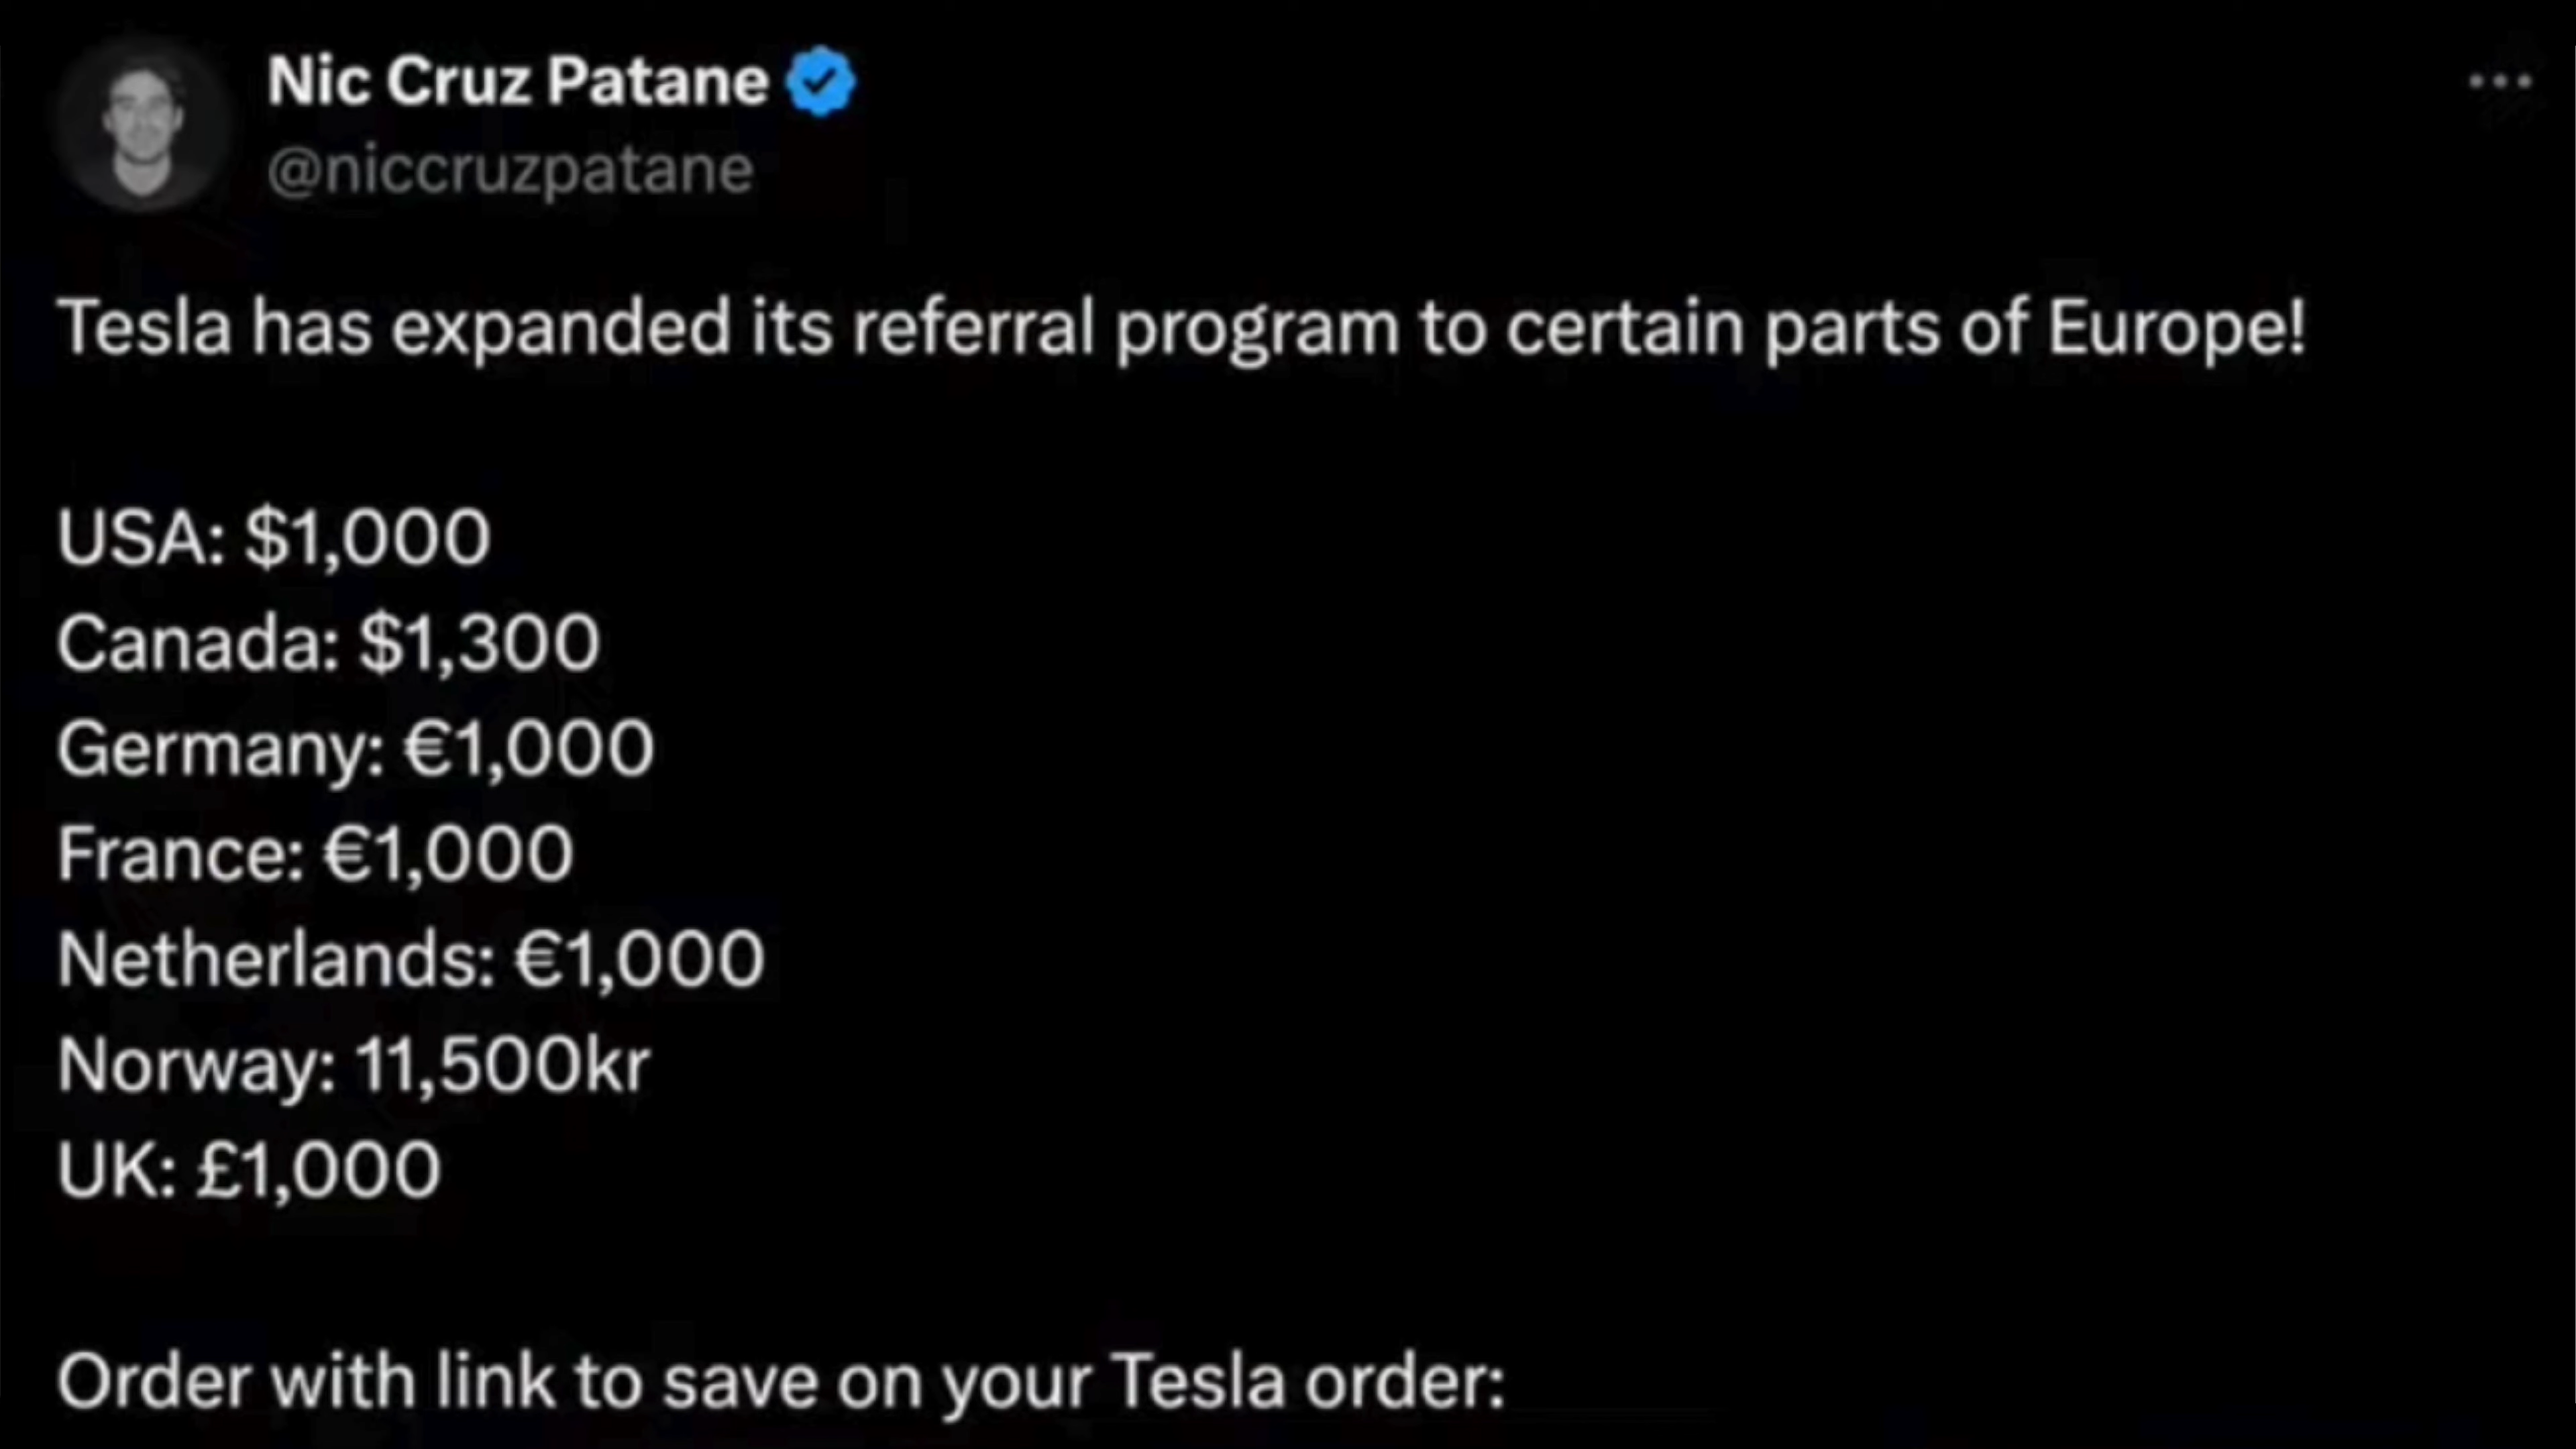 Nic Cruz Patane
@niccruzpatane
Tesla has expanded its referral program to certain parts of Europe!
USA: $1,000
Canada: $1,300
Germany: €1,000
France: €1,000
Netherlands: €1,000
Norway: 11,500kr
UK: £1,000
Order with link to save on your Tesla order: